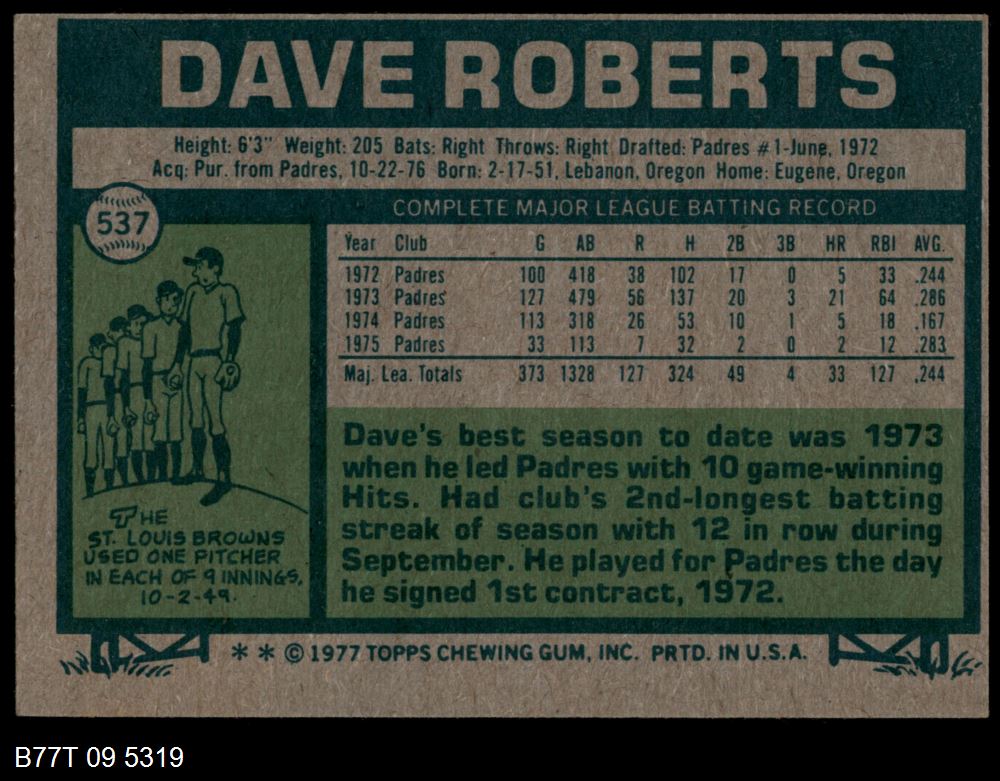 DAVE ROBERTS
Height: 6'3" Weight: 205 Bats: Right Throws: Right Drafted: Padres #1-June, 1972
Acq: Pur. from Padres, 10-22-76 Born: 2-17-51, Lebanon, Oregon Home: Eugene, Oregon
537
COMPLETE MAJOR LEAGUE BATTING RECORD
Year Club G AB R H 2B 3B HR RBI AVG.
1972 Padres 100 418 38 102 17 0 5 33 .244
1973 Padres 127 479 56 137 20 3 21 64 .286
1974 Padres 113 318 26 53 10 1 5 18 .167
1975 Padres 33 113 7 32 2 0 2 12 .283
Maj. Lea. Totals 373 1328 127 324 49 4 33 127 .244
THE
ST. LOUIS BROWNS
USED ONE PITCHER
IN EACH OF 9 INNINGS,
10-2-49.
Dave's best season to date was 1973
when he led Padres with 10 game-winning
Hits. Had club's 2nd-longest batting
streak of season with 12 in row during
September. He played for Padres the day
he signed 1st contract, 1972.
* * © 1977 TOPPS CHEWING GUM, INC. PRTD. IN U.S.A.
B77T 09 5319